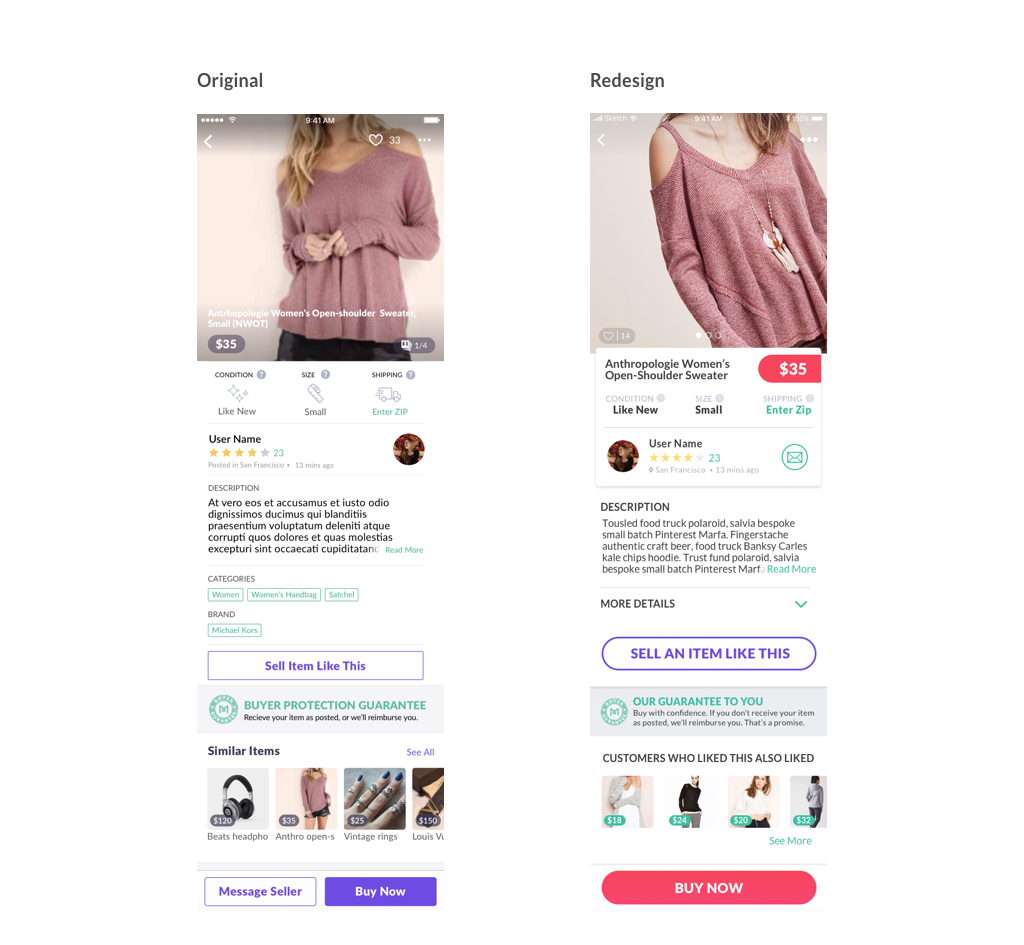 Original
9:41 AM
33
Antrhopologie Women's Open-shoulder Sweater,
Small (NWOT)
$35
1/4
CONDITION ?
SIZE ?
SHIPPING ?
Like New
Small
Enter ZIP
User Name
23
Posted in San Francisco • 13 mins ago
DESCRIPTION
At vero eos et accusamus et iusto odio
dignissimos ducimus qui blanditiis
praesentium voluptatum deleniti atque
corrupti quos dolores et quas molestias
excepturi sint occaecati cupiditatand Read More
CATEGORIES
Women
Women's Handbag
Satchel
BRAND
Michael Kors
Sell Item Like This
BUYER PROTECTION GUARANTEE
Recieve your item as posted, or we'll reimburse you.
Similar Items
See All
$120
$35
$25
$150
Beats headpho
Anthro open-s
Vintage rings
Louis Vu
Message Seller
Buy Now
Redesign
Sketch
9:41 AM
100%
14
Anthropologie Women's
Open-Shoulder Sweater
$35
CONDITION ?
SIZE ?
SHIPPING ?
Like New
Small
Enter Zip
User Name
23
San Francisco • 13 mins ago
DESCRIPTION
Tousled food truck polaroid, salvia bespoke
small batch Pinterest Marfa. Fingerstache
authentic craft beer, food truck Banksy Carles
kale chips hoodie. Trust fund polaroid, salvia
bespoke small batch Pinterest Marf. Read More
MORE DETAILS
SELL AN ITEM LIKE THIS
OUR GUARANTEE TO YOU
Buy with confidence. If you don't receive your item
as posted, we'll reimburse you. That's a promise.
CUSTOMERS WHO LIKED THIS ALSO LIKED
$18
$24
$20
$32
See More
BUY NOW